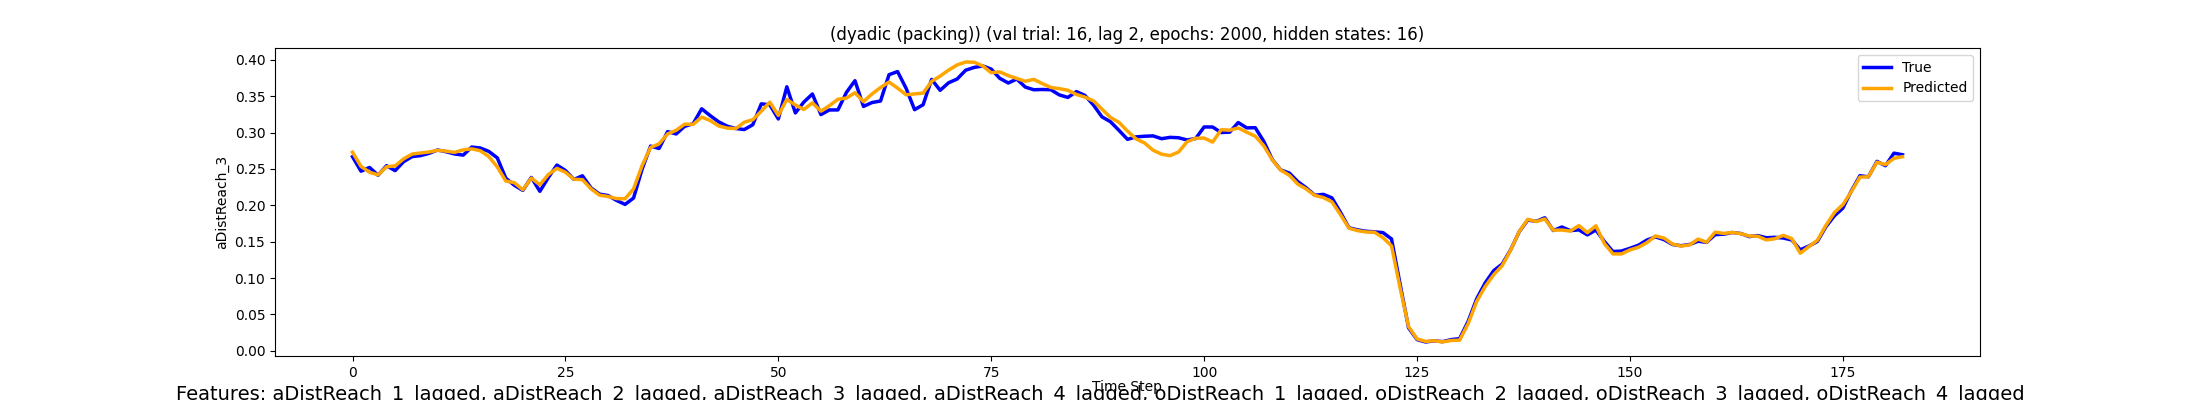 (dyadic (packing)) (val trial: 16, lag 2, epochs: 2000, hidden states: 16)
0.40
0.35
0.30
0.25
0.20
0.15
0.10
0.05
0.00
aDistReach_3
True
Predicted
0 25 50 75 100 125 150 175
Time Step
Features: aDistReach_1_lagged, aDistReach_2_lagged, aDistReach_3_lagged, aDistReach_4_lagged, oDistReach_1_lagged, oDistReach_2_lagged, oDistReach_3_lagged, oDistReach_4_lagged